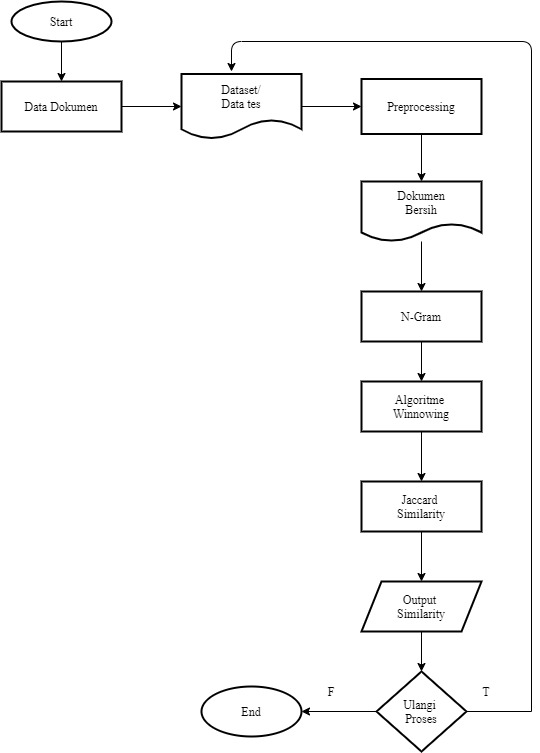 Start
Data Dokumen
Dataset/
Data tes
Preprocessing
Dokumen
Bersih
N-Gram
Algoritme
Winnowing
Jaccard
Similarity
Output
Similarity
Ulangi
Proses
F
T
End